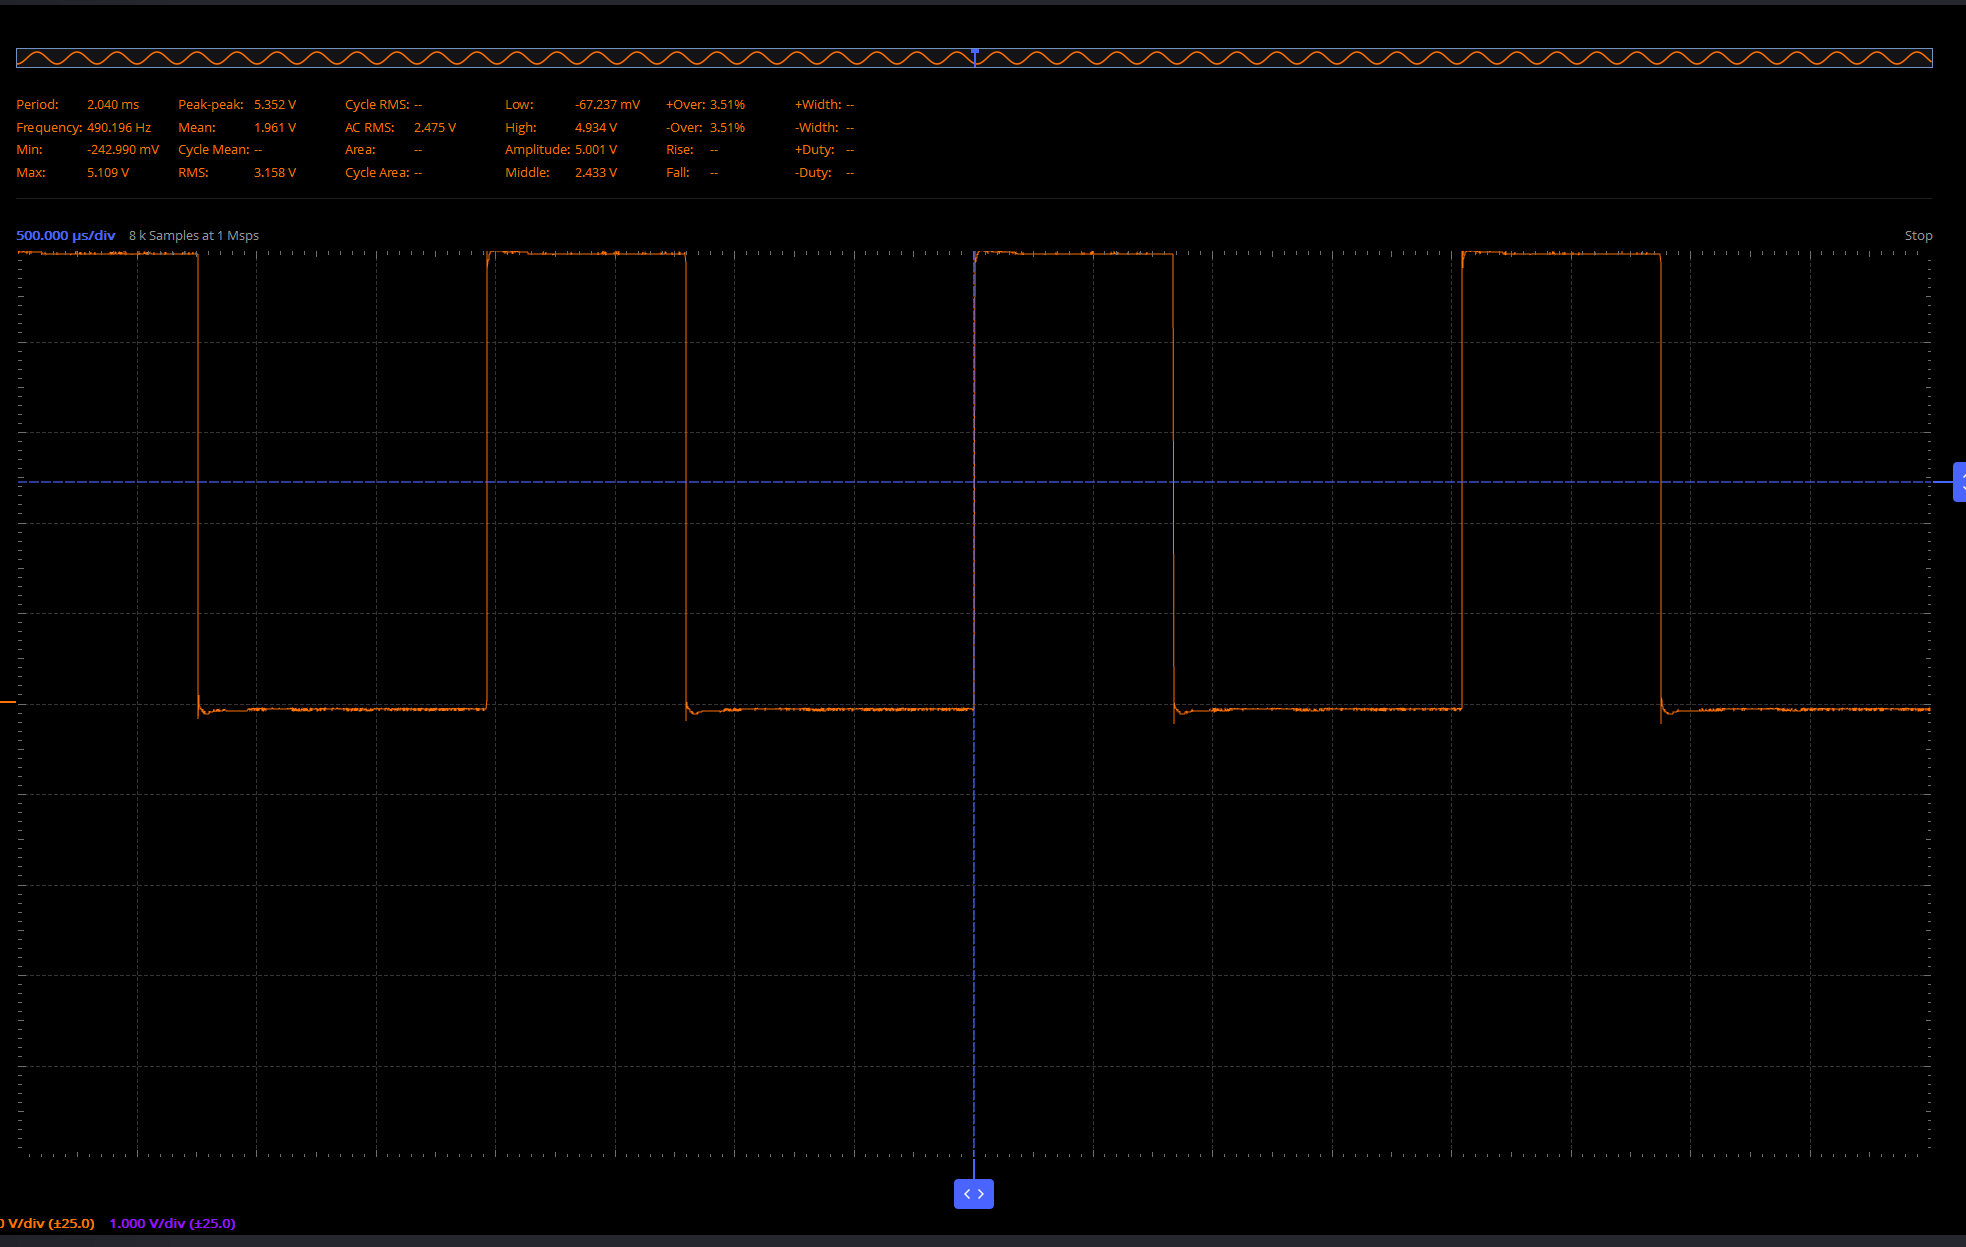 Period: 2.040 ms Peak-peak: 5.352 V Cycle RMS: -- Low: -67.237 mV +Over: 3.51% +Width: --
Frequency: 490.196 Hz Mean: 1.961 V AC RMS: 2.475 V High: 4.934 V -Over: 3.51% -Width: --
Min: -242.990 mV Cycle Mean: -- Area: -- Amplitude: 5.001 V Rise: -- +Duty: --
Max: 5.109 V RMS: 3.158 V Cycle Area: -- Middle: 2.433 V Fall: -- -Duty: --
500.000 µs/div 8 k Samples at 1 Msps Stop
V/div (±25.0) 1.000 V/div (±25.0)